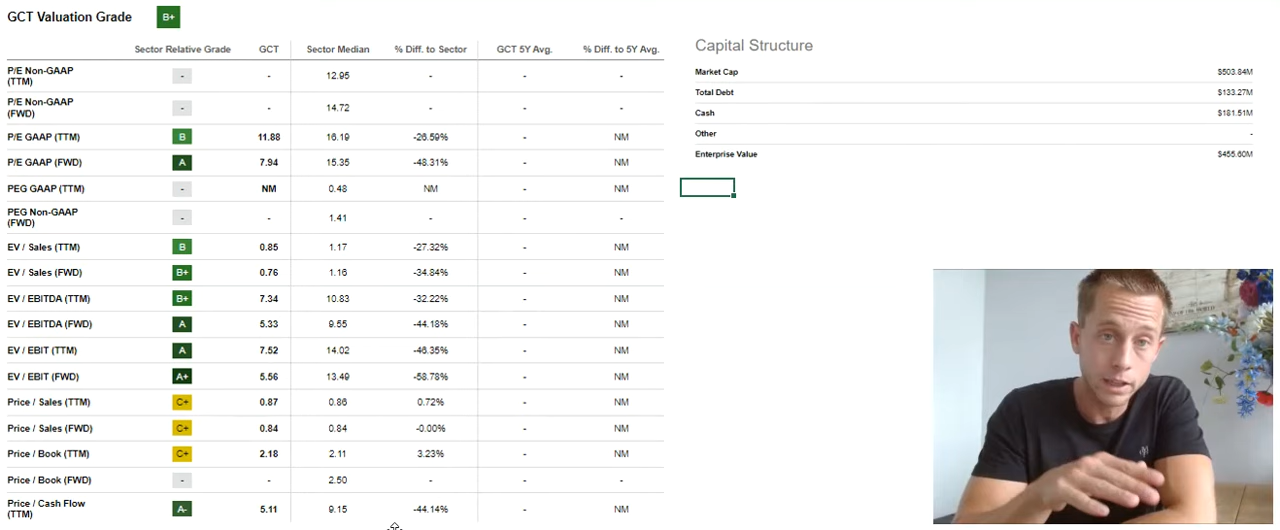 GCT Valuation Grade B+
Sector Relative Grade GCT Sector Median % Diff. to Sector GCT 5Y Avg. % Diff. to 5Y Avg.
P/E Non-GAAP
(TTM)
- - 12.95 - - -
P/E Non-GAAP
(FWD)
- - 14.72 - - -
P/E GAAP (TTM) B 11.88 16.19 -26.59% - NM
P/E GAAP (FWD) A 7.94 15.35 -48.31% - NM
PEG GAAP (TTM) - NM 0.48 NM - NM
PEG Non-GAAP
(FWD)
- - 1.41 - - -
EV / Sales (TTM) B 0.85 1.17 -27.32% - NM
EV / Sales (FWD) B+ 0.76 1.16 -34.84% - NM
EV / EBITDA (TTM) B+ 7.34 10.83 -32.22% - NM
EV / EBITDA (FWD) A 5.33 9.55 -44.18% - NM
EV / EBIT (TTM) A 7.52 14.02 -46.35% - NM
EV / EBIT (FWD) A+ 5.56 13.49 -58.78% - NM
Price / Sales (TTM) C+ 0.87 0.86 0.72% - NM
Price / Sales (FWD) C+ 0.84 0.84 -0.00% - NM
Price / Book (TTM) C+ 2.18 2.11 3.23% - NM
Price / Book (FWD) - - 2.50 - - -
Price / Cash Flow
(TTM)
A- 5.11 9.15 -44.14% - NM
Capital Structure
Market Cap $503.84M
Total Debt $133.27M
Cash $181.51M
Other -
Enterprise Value $455.60M